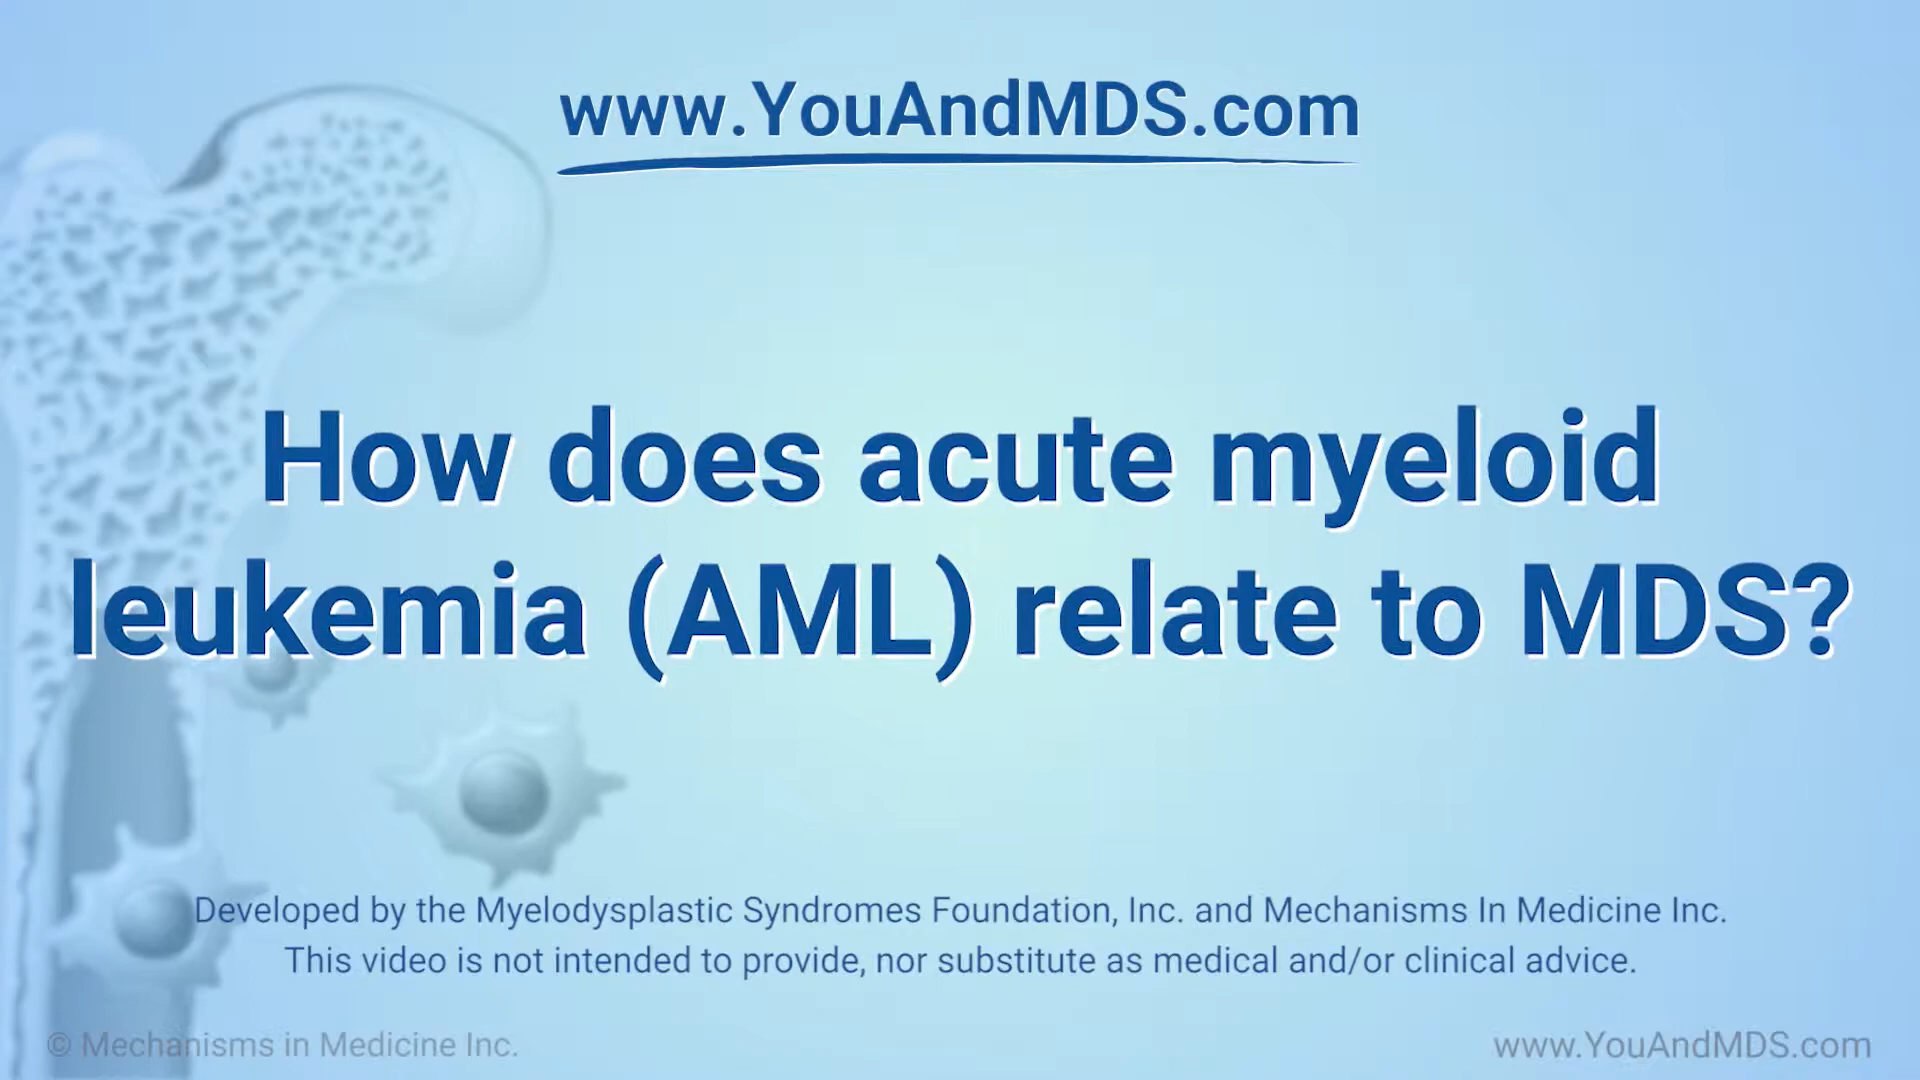 www.YouAndMDS.com
How does acute myeloid
leukemia (AML) relate to MDS?
Developed by the Myelodysplastic Syndromes Foundation, Inc. and Mechanisms In Medicine Inc.
This video is not intended to provide, nor substitute as medical and/or clinical advice.
© Mechanisms in Medicine Inc.
www.YouAndMDS.com